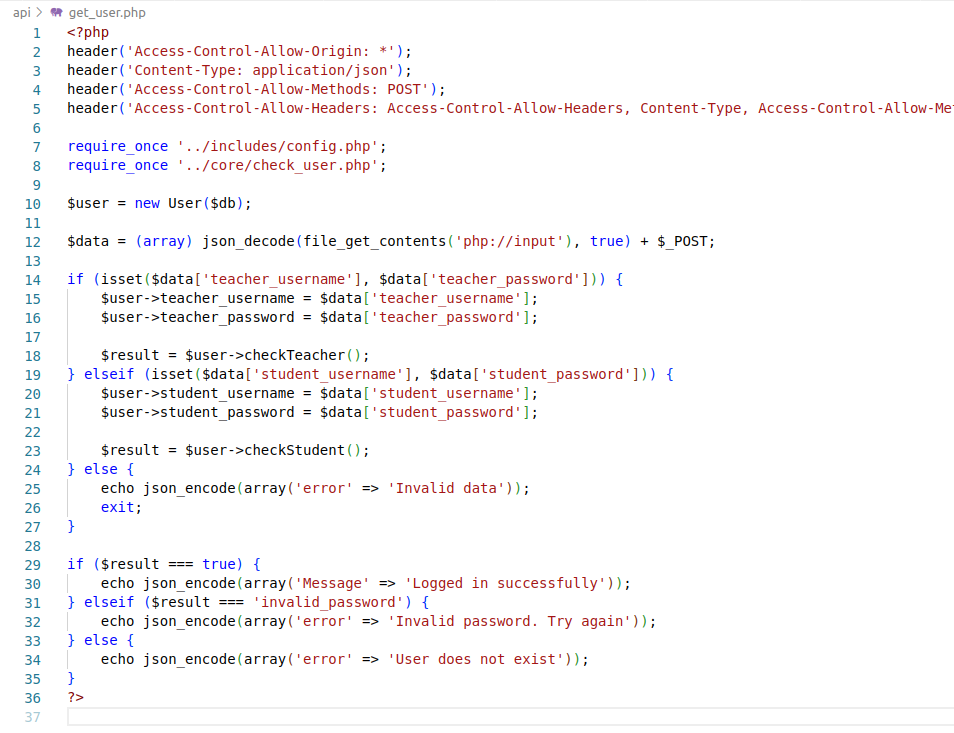 api > get_user.php
1 <?php
2 header('Access-Control-Allow-Origin: *');
3 header('Content-Type: application/json');
4 header('Access-Control-Allow-Methods: POST');
5 header('Access-Control-Allow-Headers: Access-Control-Allow-Headers, Content-Type, Access-Control-Allow-Me
6
7 require_once '../includes/config.php';
8 require_once '../core/check_user.php';
9
10 $user = new User($db);
11
12 $data = (array) json_decode(file_get_contents('php://input'), true) + $_POST;
13
14 if (isset($data['teacher_username'], $data['teacher_password'])) {
15     $user->teacher_username = $data['teacher_username'];
16     $user->teacher_password = $data['teacher_password'];
17
18     $result = $user->checkTeacher();
19 } elseif (isset($data['student_username'], $data['student_password'])) {
20     $user->student_username = $data['student_username'];
21     $user->student_password = $data['student_password'];
22
23     $result = $user->checkStudent();
24 } else {
25     echo json_encode(array('error' => 'Invalid data'));
26     exit;
27 }
28
29 if ($result === true) {
30     echo json_encode(array('Message' => 'Logged in successfully'));
31 } elseif ($result === 'invalid_password') {
32     echo json_encode(array('error' => 'Invalid password. Try again'));
33 } else {
34     echo json_encode(array('error' => 'User does not exist'));
35 }
36 ?>
37